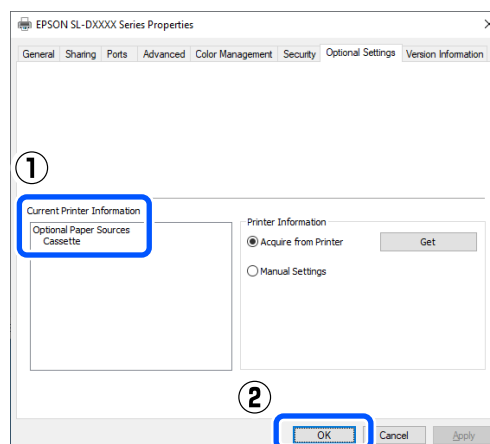 EPSON SL-DXXXX Series Properties
General Sharing Ports Advanced Color Management Security Optional Settings Version Information
1
Current Printer Information
Optional Paper Sources
Cassette
Printer Information
Acquire from Printer Get
Manual Settings
2
OK Cancel Apply